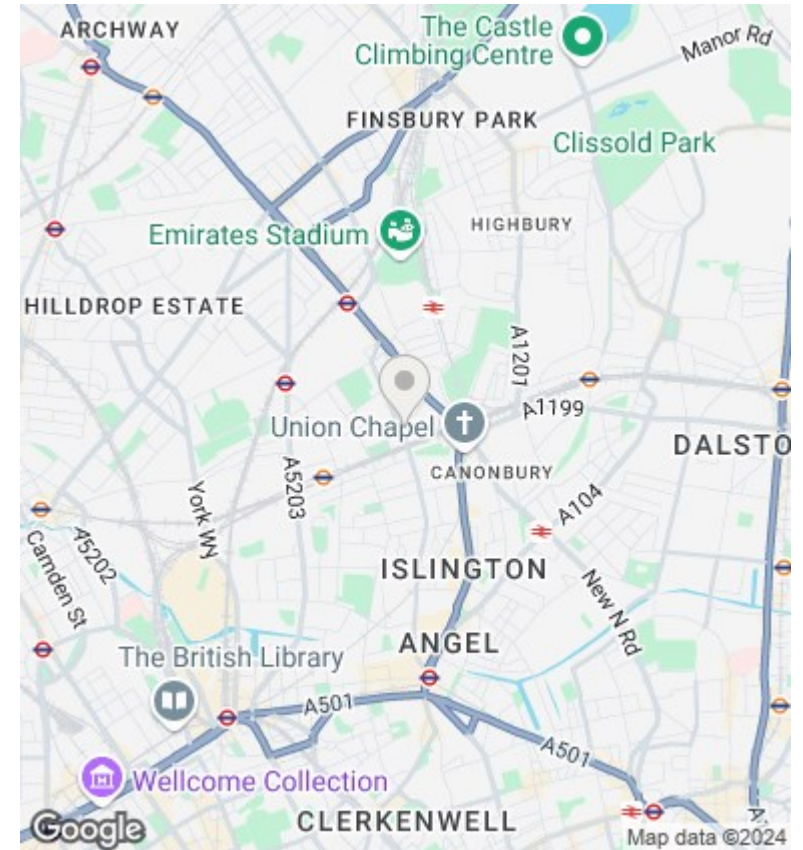 ARCHWAY
The Castle
Climbing Centre
Manor Rd
FINSBURY PARK
Clissold Park
Emirates Stadium
HIGHBURY
HILLDROP ESTATE
A1201
Union Chapel
A1199
DALSTO
CANONBURY
A5203
York Wy
A104
A5202
Camden St
ISLINGTON
New N Rd
ANGEL
The British Library
A501
A501
Wellcome Collection
CLERKENWELL
Google
Map data ©2024